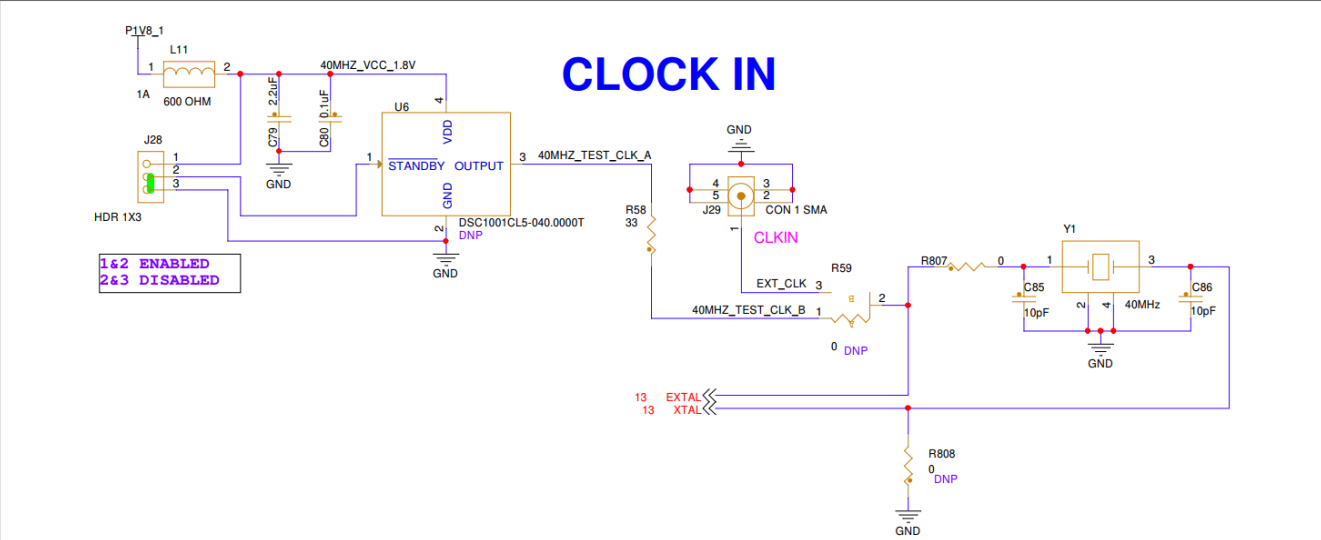 P1V8_1
L11
1
2
1A
600 OHM
40MHZ_VCC_1.8V
2.2uF
C79
0.1uF
C80
GND
J28
1
2
3
HDR 1X3
1&2 ENABLED
2&3 DISABLED
U6
4
VDD
1
STANDBY
OUTPUT
3
GND
2
DSC1001CL5-040.0000T
DNP
GND
CLOCK IN
40MHZ_TEST_CLK_A
R58
33
GND
4
3
5
2
J29
CON 1 SMA
1
CLKIN
R59
EXT_CLK
3
B
2
40MHZ_TEST_CLK_B
1
A
0
DNP
R807
0
Y1
1
3
2
4
40MHz
C85
10pF
C86
10pF
GND
13 EXTAL
13 XTAL
R808
0
DNP
GND